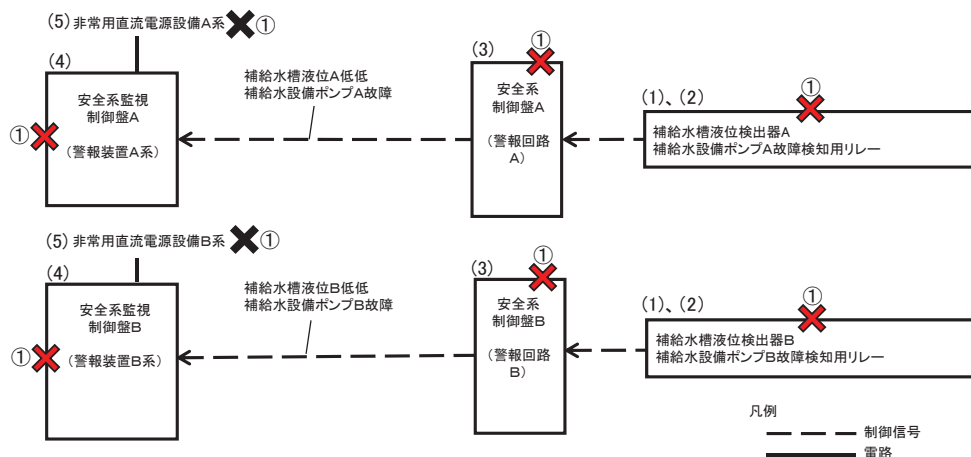 (5) 非常用直流電源設備A系 ①
(4)
安全系監視
制御盤A
(警報装置A系)
①
補給水槽液位A低低
補給水設備ポンプA故障
(3)
①
安全系
制御盤A
(警報回路
A)
(1)、(2)
①
補給水槽液位検出器A
補給水設備ポンプA故障検知用リレー
(5) 非常用直流電源設備B系 ①
(4)
安全系監視
制御盤B
(警報装置B系)
①
補給水槽液位B低低
補給水設備ポンプB故障
(3)
①
安全系
制御盤B
(警報回路
B)
(1)、(2)
①
補給水槽液位検出器B
補給水設備ポンプB故障検知用リレー
凡例
制御信号
電路